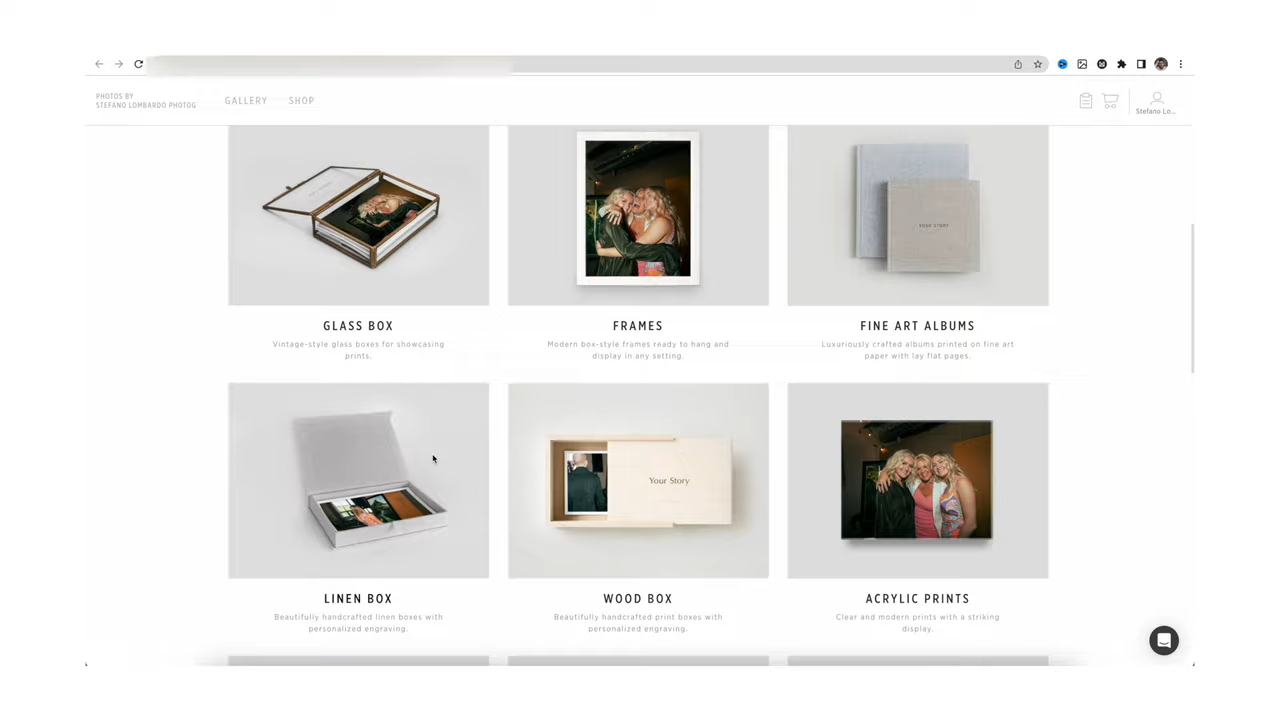 PHOTOS BY
STEFANO LOMBARDO PHOTOG
GALLERY SHOP
Stefano Lo...
YOUR STORY
GLASS BOX
Vintage-style glass boxes for showcasing
prints.
FRAMES
Modern box-style frames ready to hang and
display in any setting.
FINE ART ALBUMS
Luxuriously crafted albums printed on fine art
paper with lay flat pages.
Your Story
LINEN BOX
Beautifully handcrafted linen boxes with
personalized engraving.
WOOD BOX
Beautifully handcrafted print boxes with
personalized engraving.
ACRYLIC PRINTS
Clear and modern prints with a striking
display.